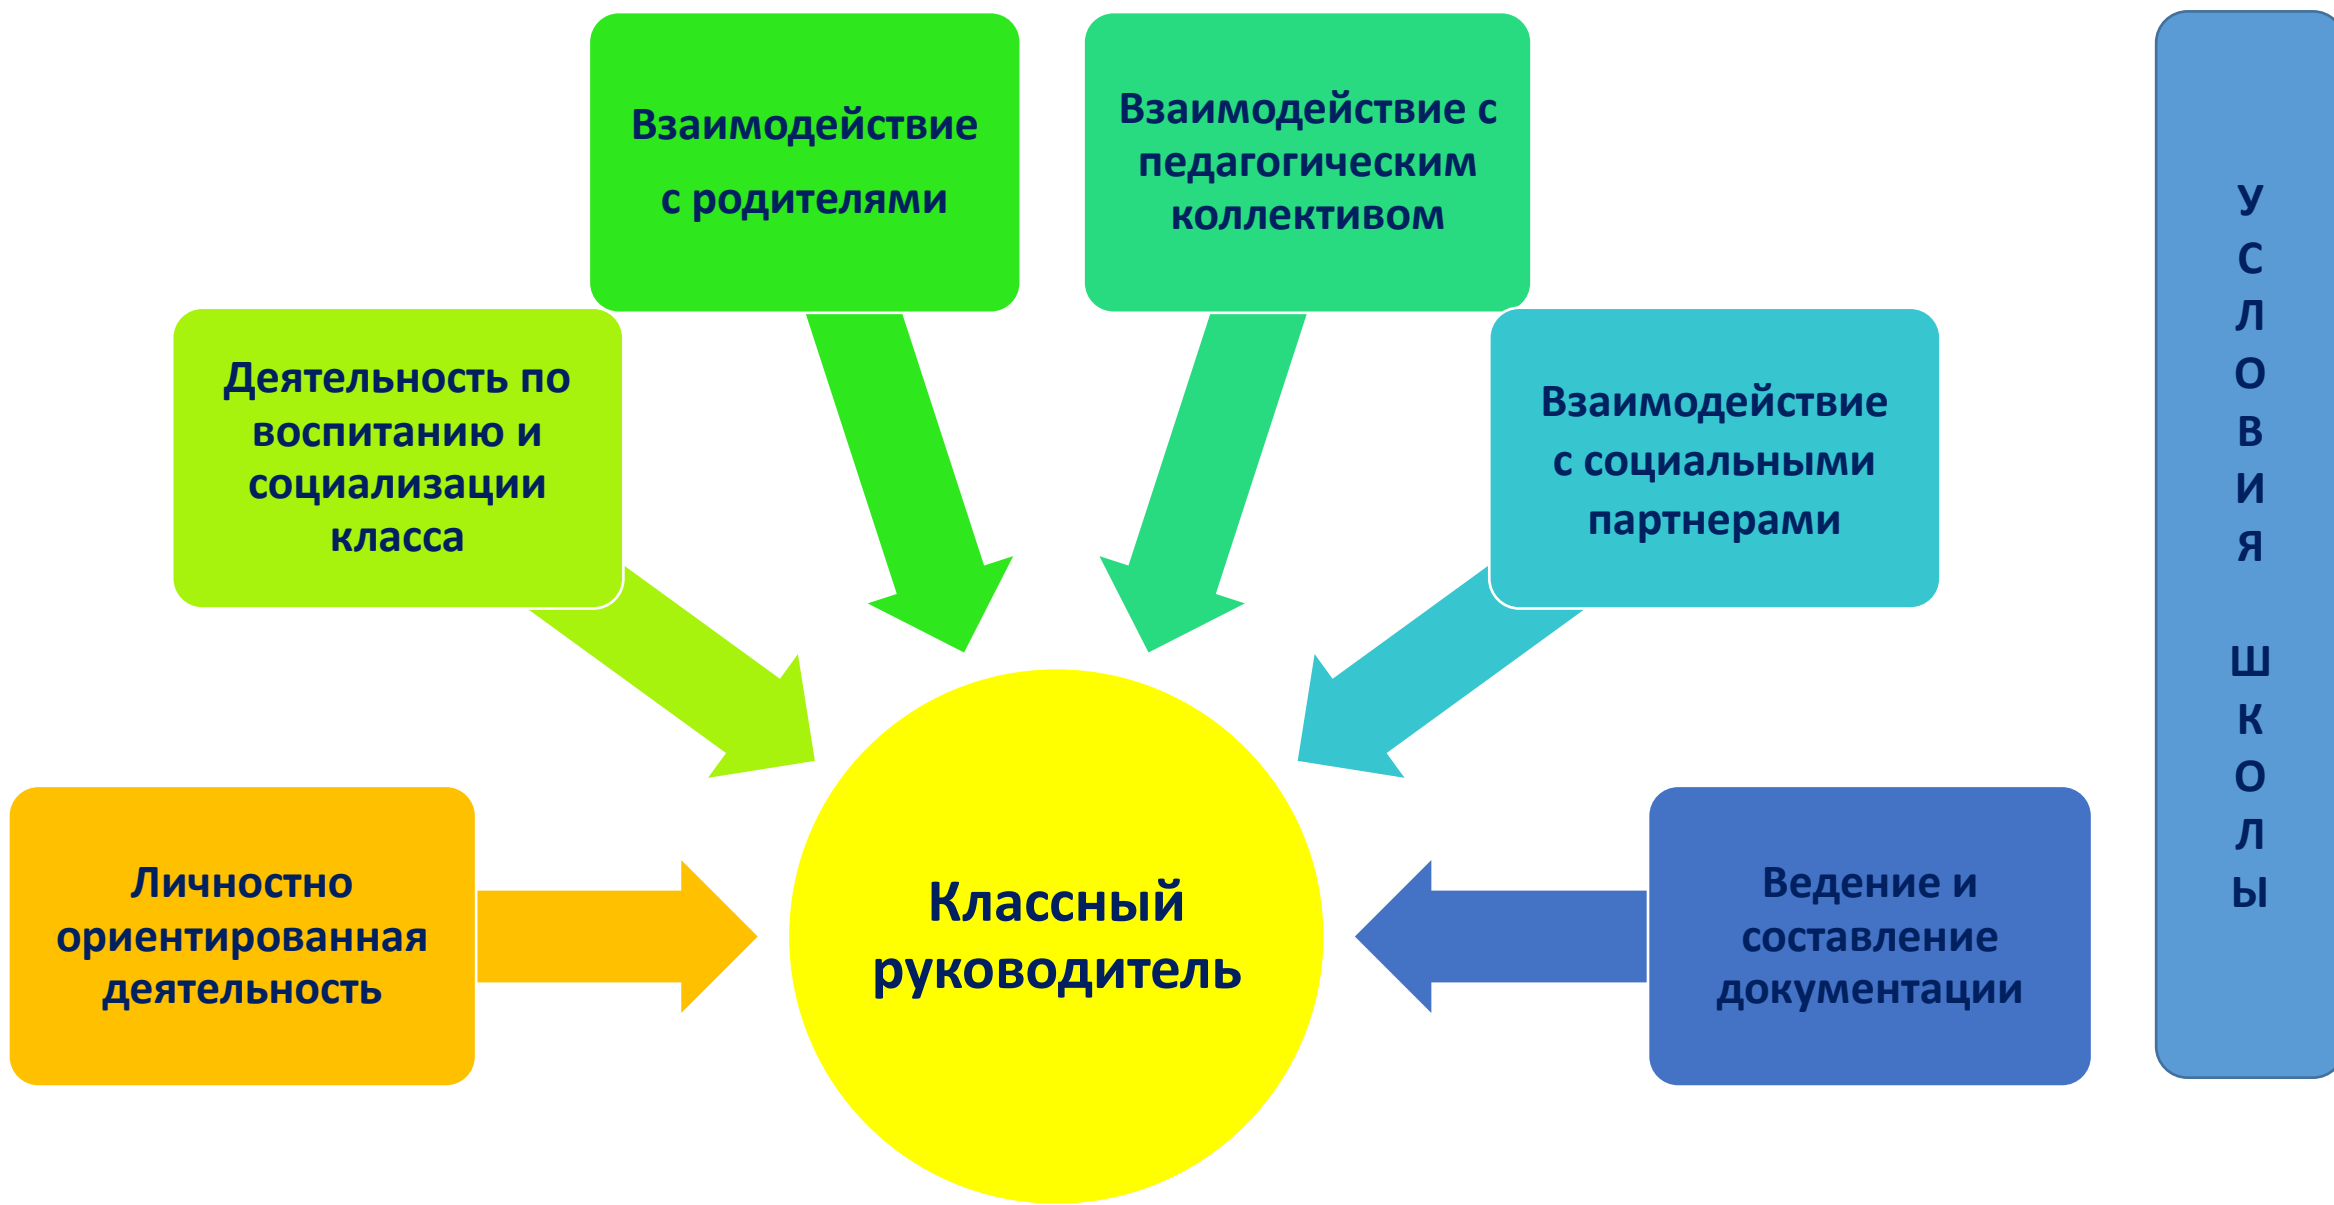 Взаимодействие
с родителями
Взаимодействие с
педагогическим
коллективом
Деятельность по
воспитанию и
социализации
класса
Взаимодействие
с социальными
партнерами
Личностно
ориентированная
деятельность
Классный
руководитель
Ведение и
составление
документации
У
С
Л
О
В
И
Я
Ш
К
О
Л
Ы